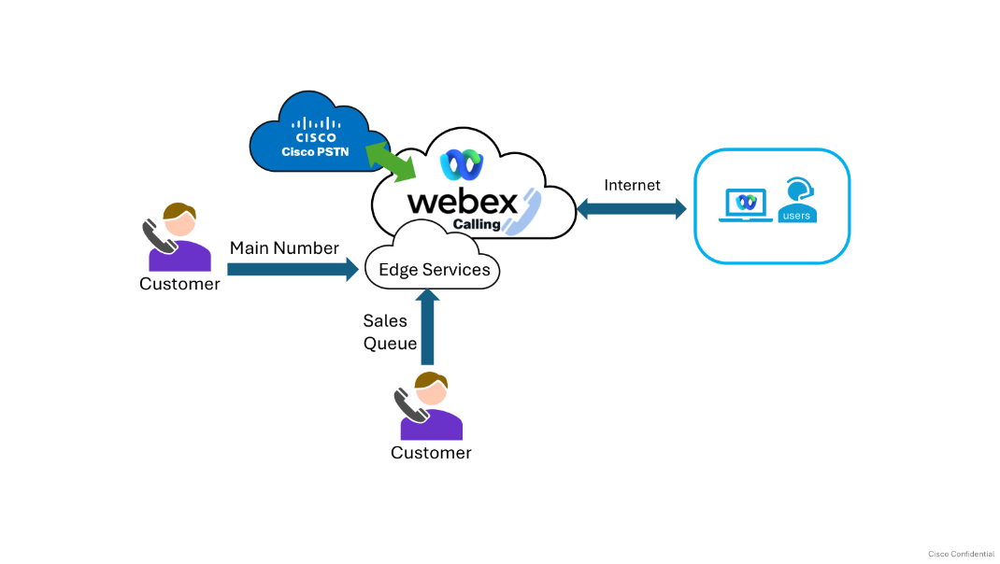 CISCO
Cisco PSTN
webex
Calling
Internet
users
Main Number
Customer
Edge Services
Sales
Queue
Customer
Cisco Confidential